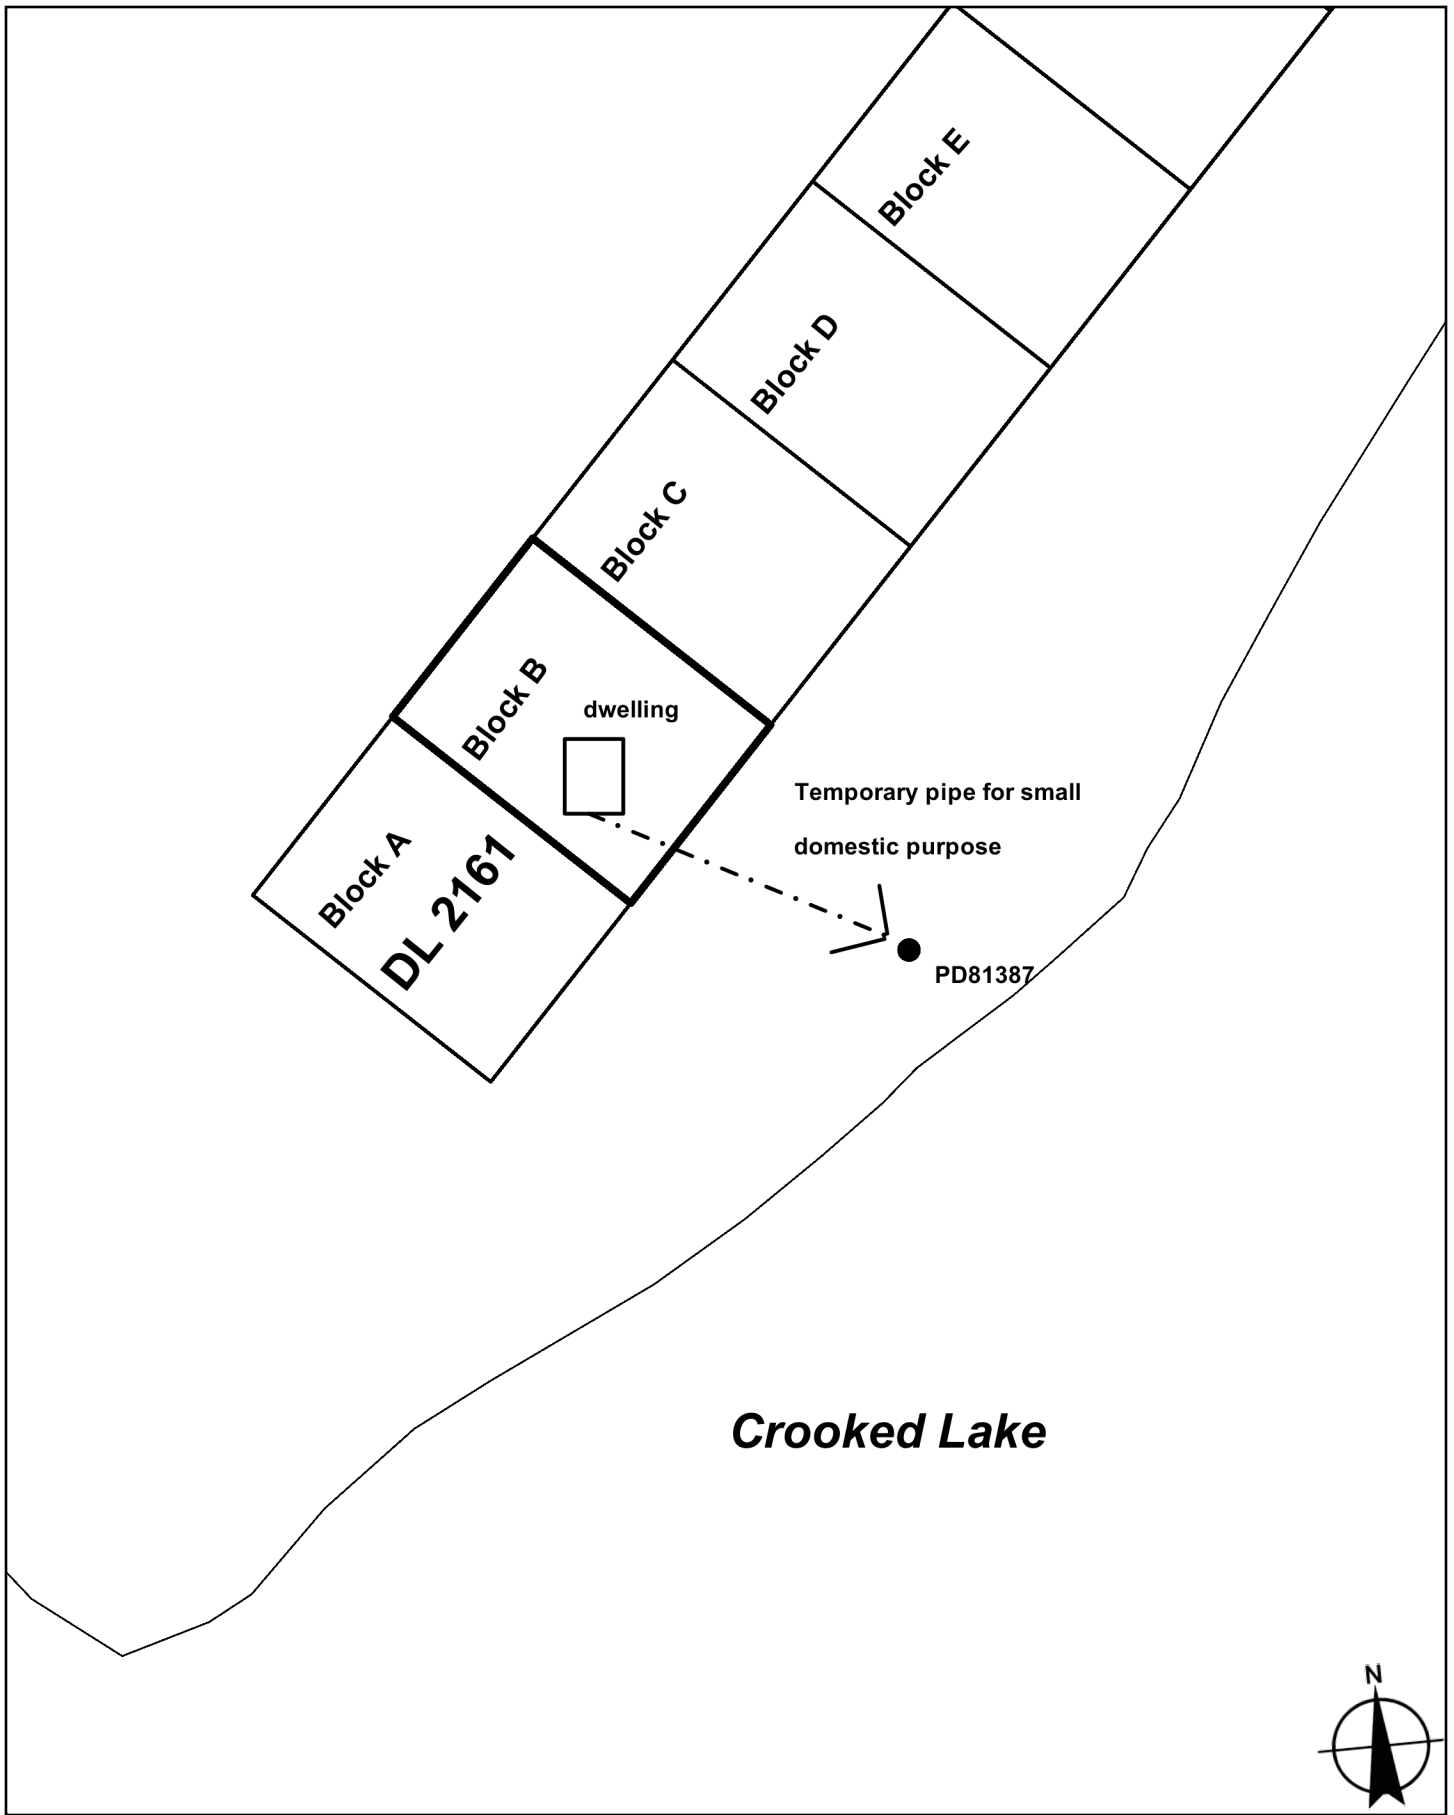 Block E
Block D
Block C
Block B
dwelling
Temporary pipe for small
domestic purpose
Block A
DL 2161
PD81387
Crooked Lake
N